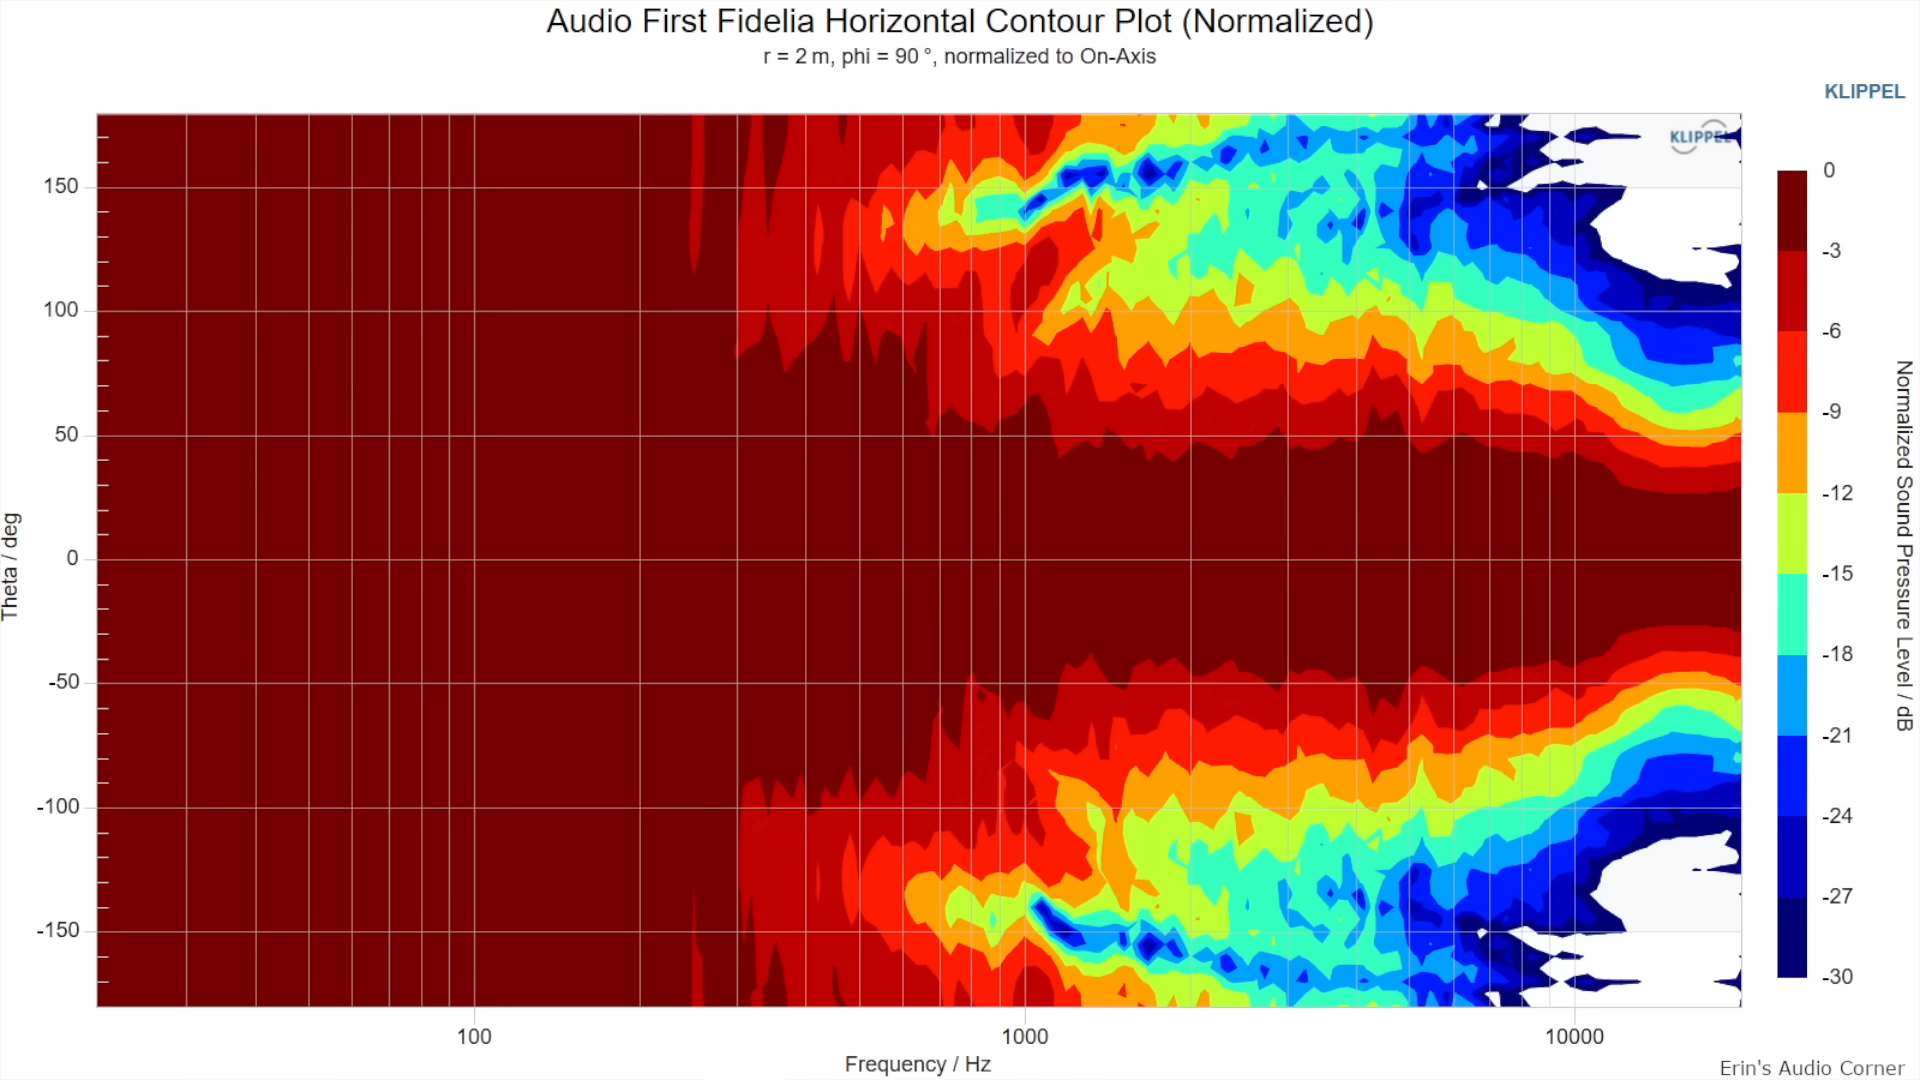 Audio First Fidelia Horizontal Contour Plot (Normalized)
r = 2 m, phi = 90 °, normalized to On-Axis
KLIPPEL
KLIPPEL
150
100
50
0
-50
-100
-150
Theta / deg
100
1000
10000
Frequency / Hz
0
-3
-6
-9
-12
-15
-18
-21
-24
-27
-30
Normalized Sound Pressure Level / dB
Erin's Audio Corner